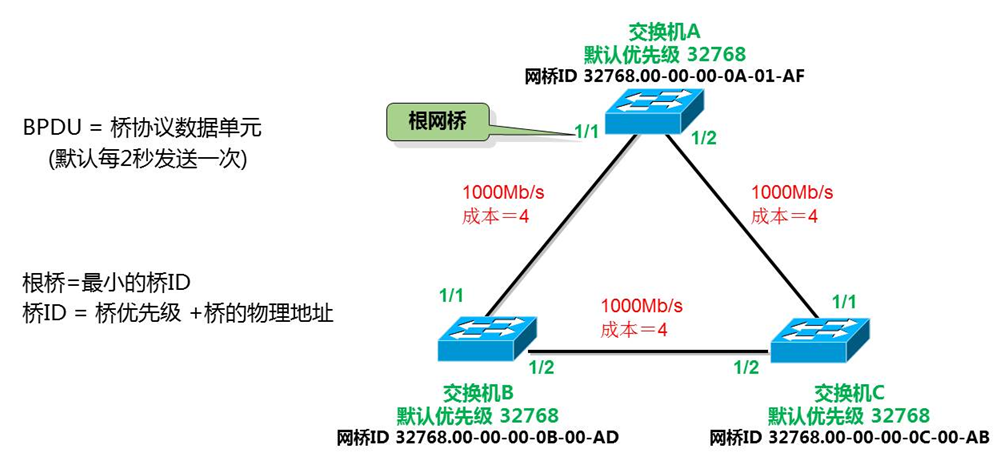 交换机A
默认优先级 32768
网桥ID 32768.00-00-00-0A-01-AF
根网桥
1/1
1/2
BPDU = 桥协议数据单元
(默认每2秒发送一次)
1000Mb/s
成本=4
1000Mb/s
成本=4
根桥=最小的桥ID
桥ID = 桥优先级 +桥的物理地址
1/1
1000Mb/s
成本=4
1/1
1/2
1/2
交换机B
默认优先级 32768
网桥ID 32768.00-00-00-0B-00-AD
交换机C
默认优先级 32768
网桥ID 32768.00-00-00-0C-00-AB